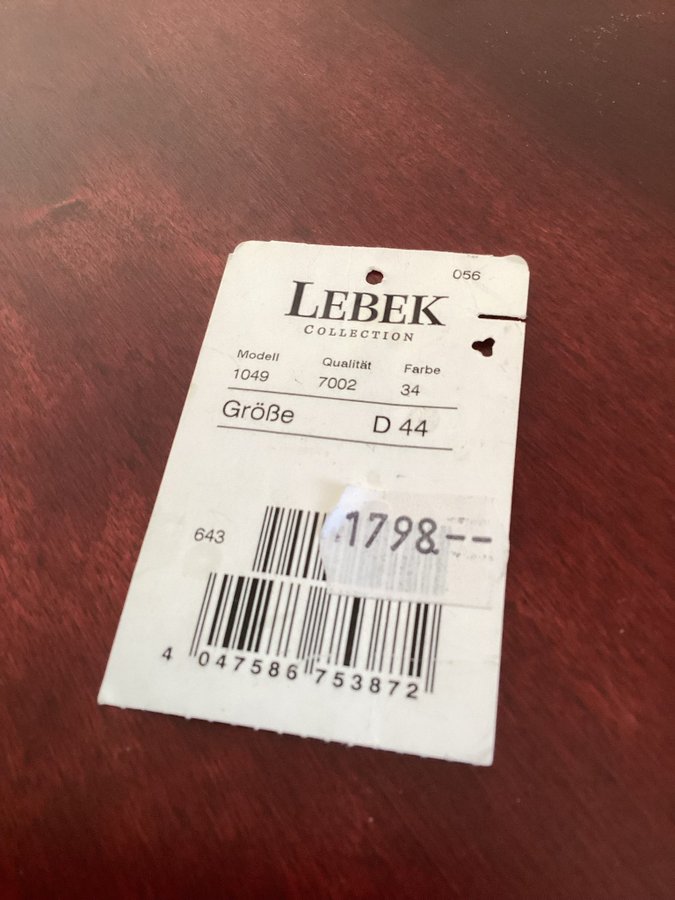 056
LEBEK
COLLECTION
Modell Qualität Farbe
1049 7002 34
Größe D 44
643
1798.--
4 047586 753872